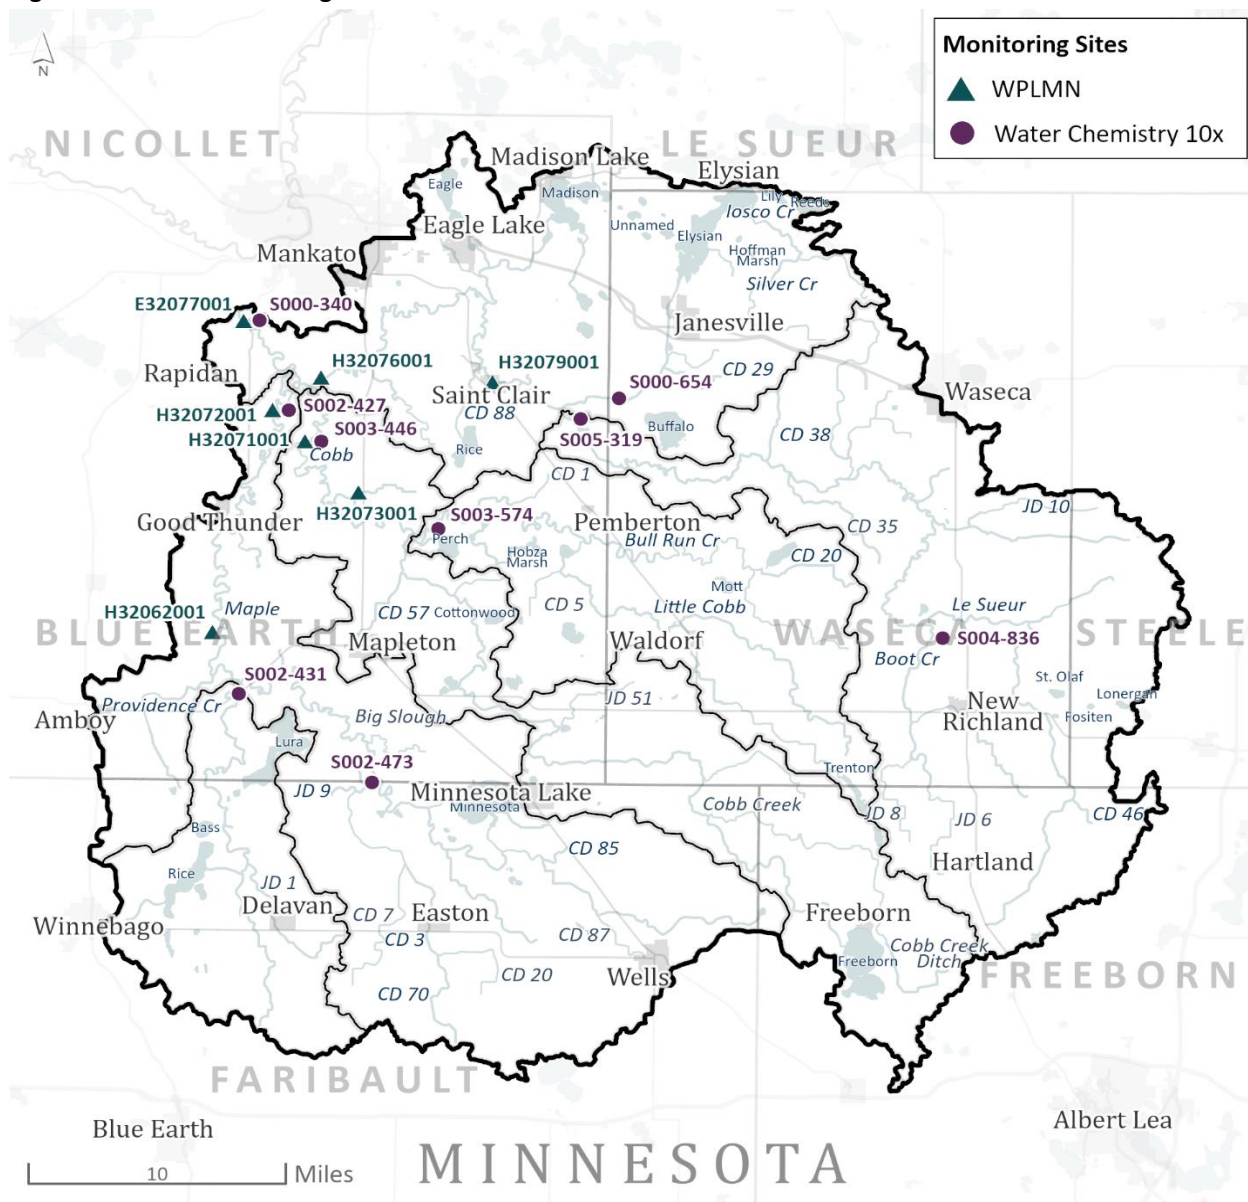 N
Monitoring Sites
WPLMN
Water Chemistry 10x
NICOLLET
LE SUEUR
Madison Lake
Elysian
Eagle
Madison
Lily
Reeds
Iosco Cr
Eagle Lake
Unnamed
Elysian
Mankato
Hoffman
Marsh
Silver Cr
E32077001
S000-340
Janesville
H32076001
H32079001
Rapidan
S000-654
CD 29
Saint Clair
Waseca
H32072001
S002-427
CD 88
S003-446
S005-319
Buffalo
CD 38
H32071001
Cobb
Rice
CD 1
H32073001
S003-574
JD 10
Good Thunder
Pemberton
CD 35
Perch
Bull Run Cr
Hobza
Marsh
CD 20
Mott
H32062001
Maple
CD 57
Cottonwood
CD 5
Little Cobb
Le Sueur
BLUE EARTH
WASECA
STEELE
Mapleton
Waldorf
S004-836
Boot Cr
S002-431
St. Olaf
Lonergan
Providence Cr
JD 51
New
Richland
Fositen
Amboy
Big Slough
Lura
S002-473
Trenton
JD 9
Minnesota Lake
Minnesota
Cobb Creek
JD 8
JD 6
CD 46
Bass
CD 85
Hartland
Rice
JD 1
Delavan
CD 7
Easton
Freeborn
Winnebago
CD 3
CD 87
Cobb Creek
Ditch
Freeborn
CD 20
Wells
FREEBORN
CD 70
FARIBAULT
Blue Earth
Albert Lea
MINNESOTA
10
Miles